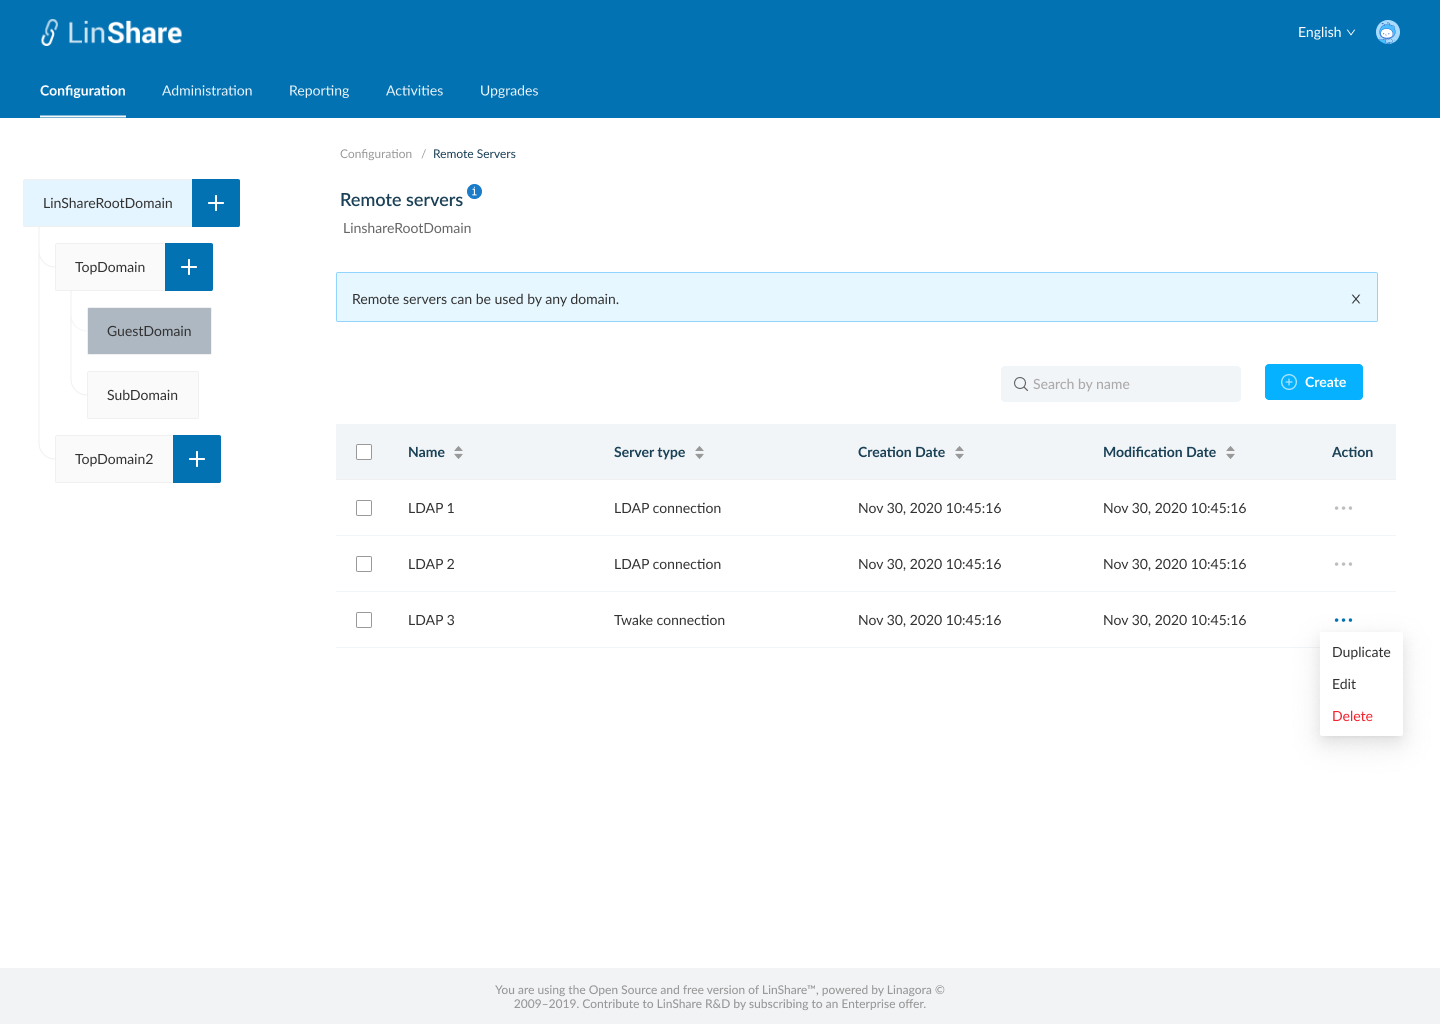 LinShare
English
Configuration Administration Reporting Activities Upgrades
Configuration / Remote Servers
LinShareRootDomain
TopDomain
GuestDomain
SubDomain
TopDomain2
Remote servers
LinshareRootDomain
Remote servers can be used by any domain.
Search by name
Create
Name Server type Creation Date Modification Date Action
LDAP 1 LDAP connection Nov 30, 2020 10:45:16 Nov 30, 2020 10:45:16
LDAP 2 LDAP connection Nov 30, 2020 10:45:16 Nov 30, 2020 10:45:16
LDAP 3 Twake connection Nov 30, 2020 10:45:16 Nov 30, 2020 10:45:16
Duplicate
Edit
Delete
You are using the Open Source and free version of LinShare™, powered by Linagora ©
2009–2019. Contribute to LinShare R&D by subscribing to an Enterprise offer.